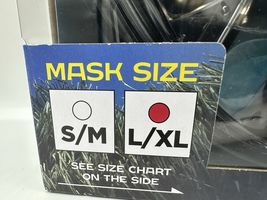 MASK SIZE
S/M L/XL
SEE SIZE CHART
ON THE SIDE